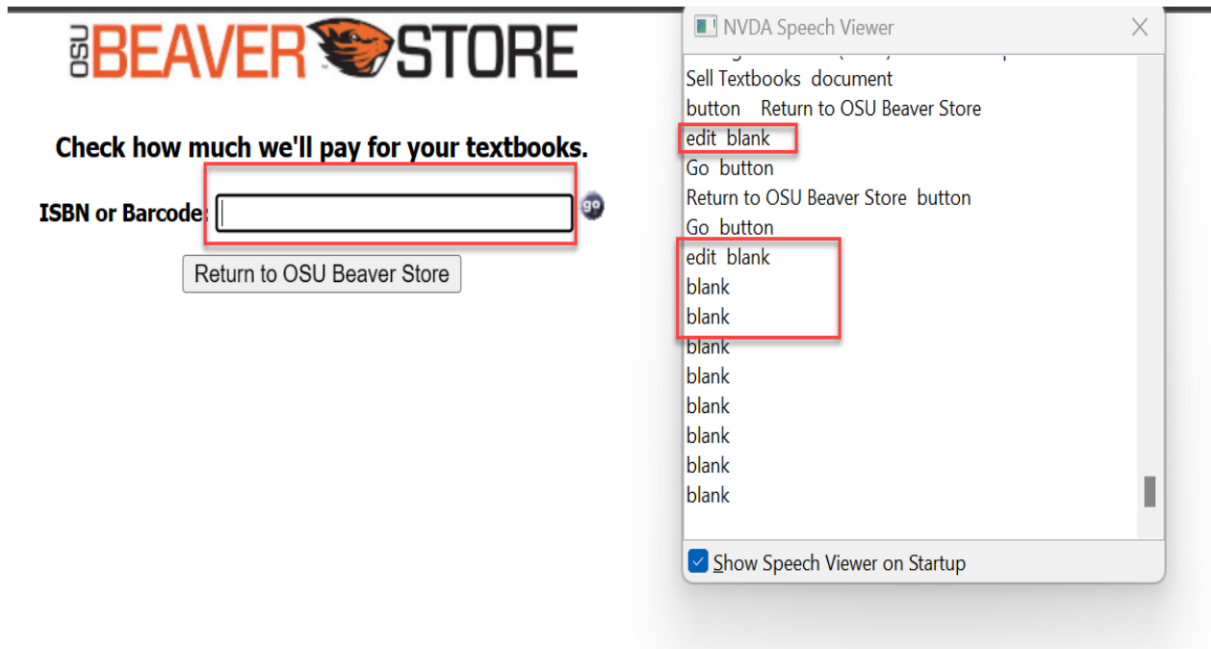 OSU BEAVER STORE
Check how much we'll pay for your textbooks.
ISBN or Barcode: go
Return to OSU Beaver Store
NVDA Speech Viewer
Sell Textbooks document
button Return to OSU Beaver Store
edit blank
Go button
Return to OSU Beaver Store button
Go button
edit blank
blank
blank
blank
blank
blank
blank
blank
blank
Show Speech Viewer on Startup